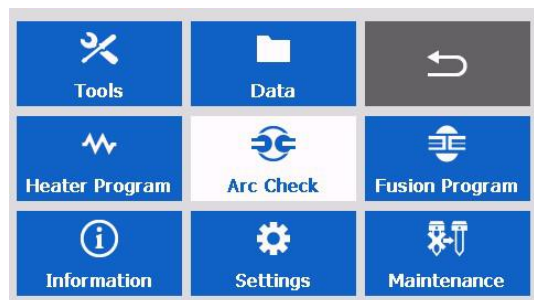 Tools
Data
Heater Program
Arc Check
Fusion Program
Information
Settings
Maintenance